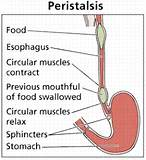 Peristalsis
Food
Esophagus
Circular muscles
contract
Previous mouthful
of food swallowed
Circular muscles
relax
Sphincters
Stomach